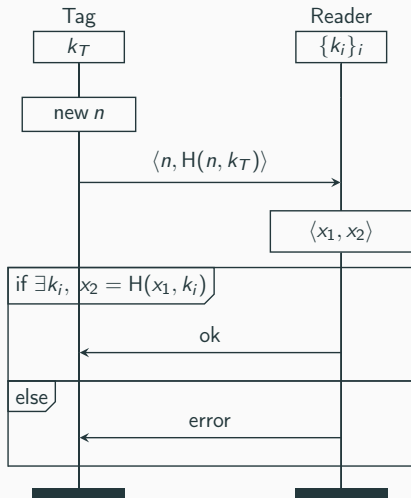 Tag
Reader
k_T
{k_i}_i
new n
⟨n, H(n, k_T)⟩
⟨x_1, x_2⟩
if ∃k_i, x_2 = H(x_1, k_i)
ok
else
error